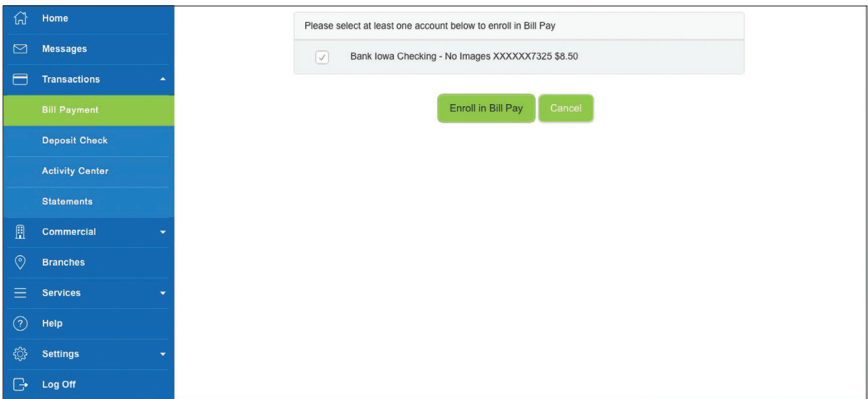 Home
Messages
Transactions
Bill Payment
Deposit Check
Activity Center
Statements
Commercial
Branches
Services
Help
Settings
Log Off
Please select at least one account below to enroll in Bill Pay
Bank Iowa Checking - No Images XXXXXX7325 $8.50
Enroll in Bill Pay
Cancel